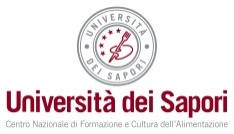 UNIVERSITÀ
DEI SAPORI
Università dei Sapori
Centro Nazionale di Formazione e Cultura dell'Alimentazione